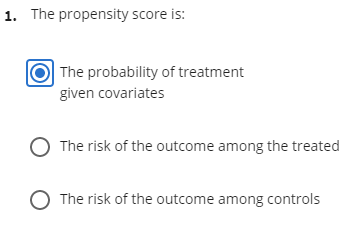 1. The propensity score is:
The probability of treatment
given covariates
The risk of the outcome among the treated
The risk of the outcome among controls